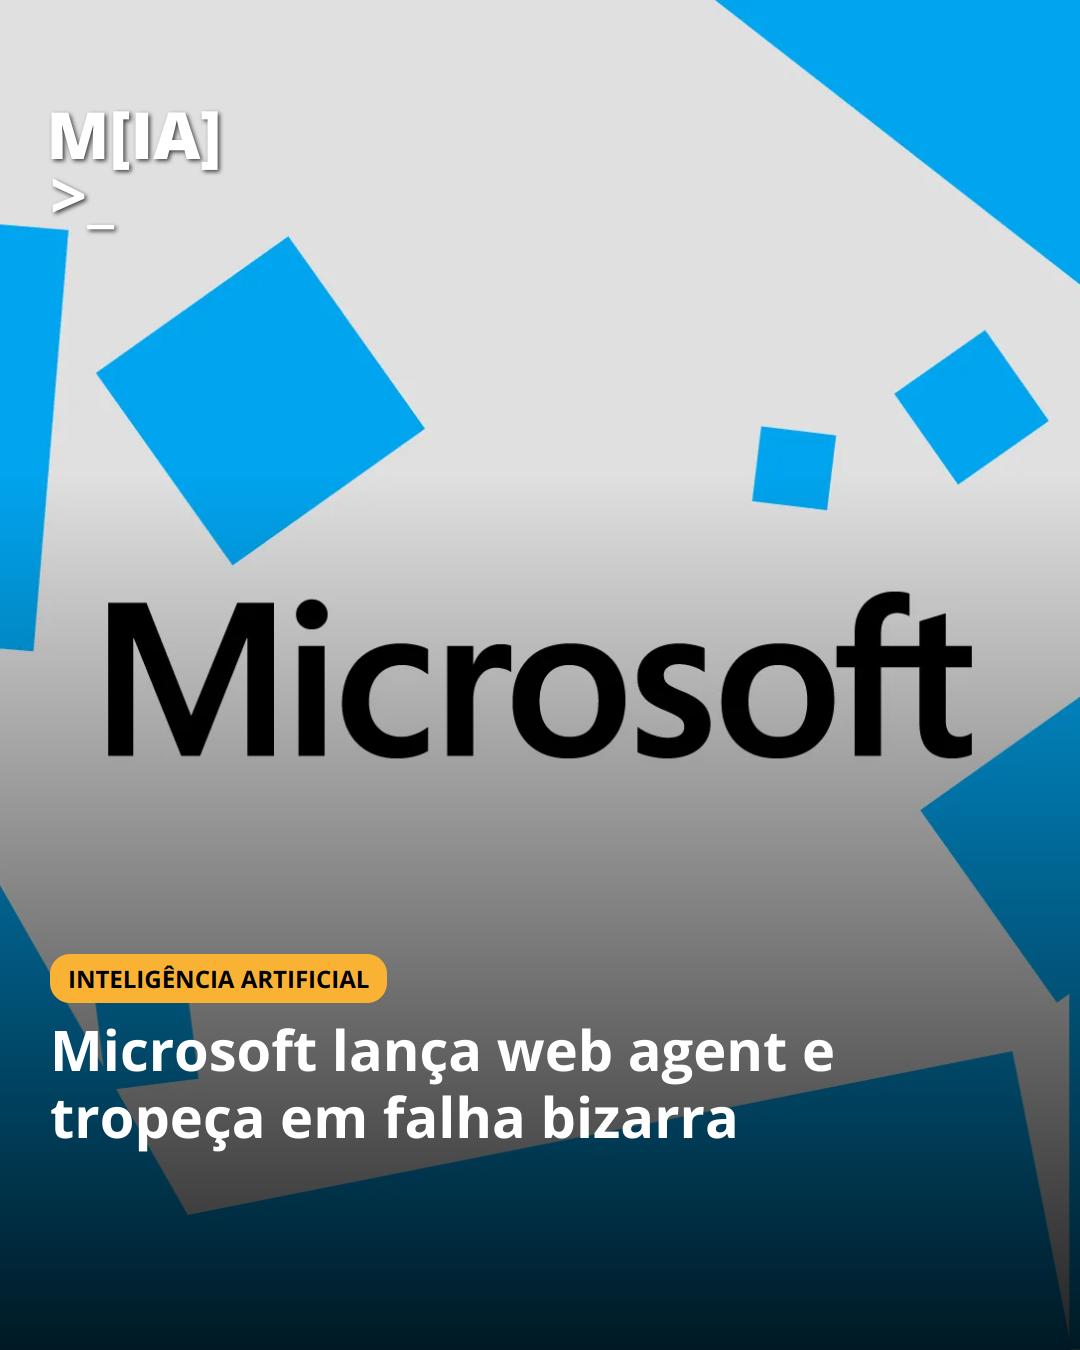 M[IA]
>_
Microsoft
INTELIGÊNCIA ARTIFICIAL
Microsoft lança web agent e
tropeça em falha bizarra